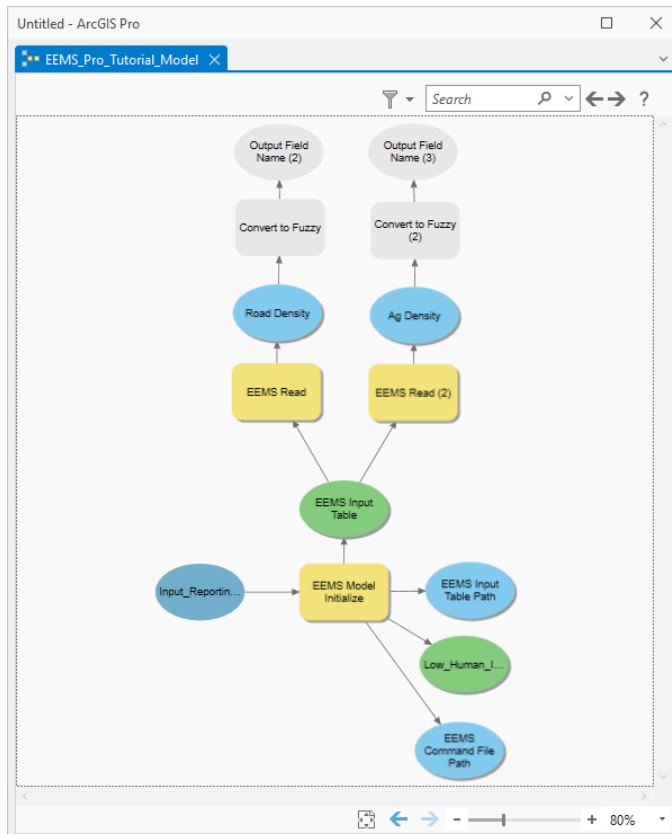 Untitled - ArcGIS Pro
EEMS_Pro_Tutorial_Model
Search
?
Output Field
Name (2)
Output Field
Name (3)
Convert to Fuzzy
Convert to Fuzzy
(2)
Road Density
Ag Density
EEMS Read
EEMS Read (2)
EEMS Input
Table
Input_Reportin...
EEMS Model
Initialize
EEMS Input
Table Path
Low_Human_I...
EEMS
Command File
Path
80%